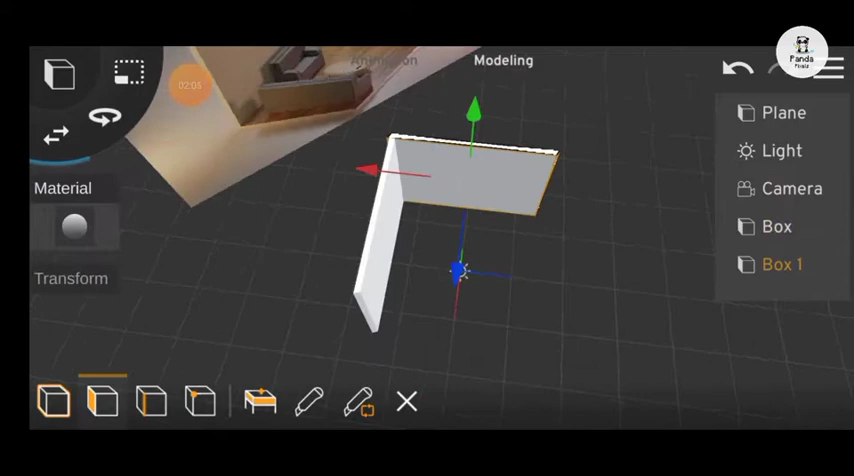 Animation
Modeling
Panda
02:05
Plane
Light
Camera
Box
Box 1
Material
Transform